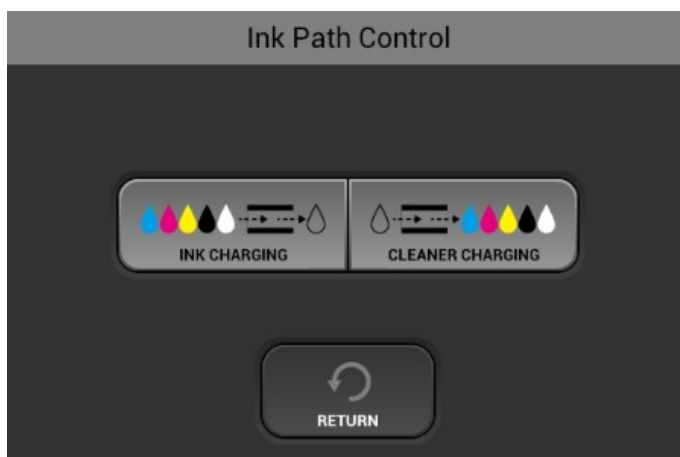 Ink Path Control
INK CHARGING
CLEANER CHARGING
RETURN